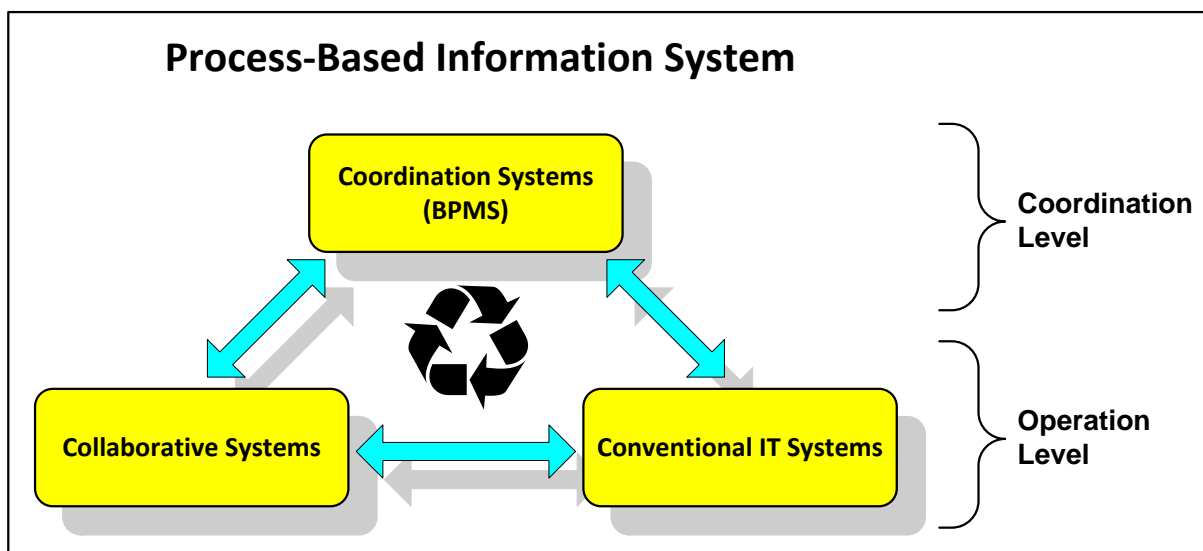 Process-Based Information System
Coordination Systems
(BPMS)
Coordination
Level
Collaborative Systems
Conventional IT Systems
Operation
Level